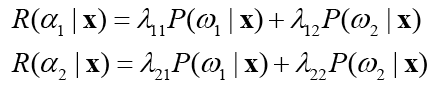 R(α₁ | x) = λ₁₁P(ω₁ | x) + λ₁₂P(ω₂ | x)
R(α₂ | x) = λ₂₁P(ω₁ | x) + λ₂₂P(ω₂ | x)